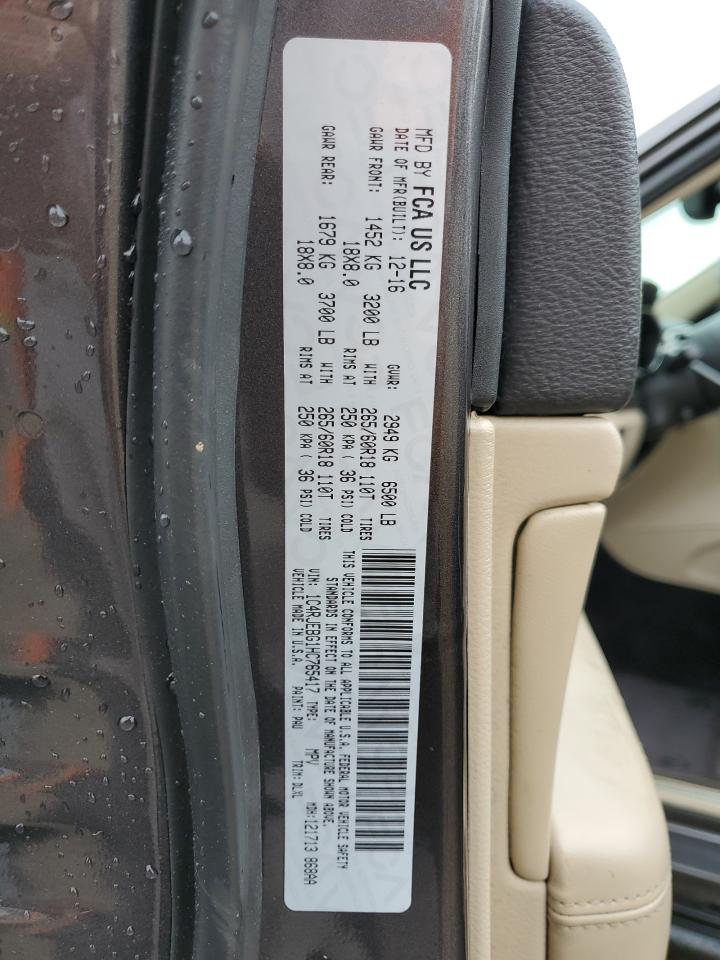 MFD BY FCA US LLC
DATE OF MFR(BUILT): 12-16 GVWR: 2949 KG 6500 LB
GAWR FRONT: 1452 KG 3200 LB WITH 265/60R18 110T TIRES
18X8.0 RIMS AT 250 KPA ( 36 PSI) COLD
GAWR REAR: 1679 KG 3700 LB WITH 265/60R18 110T TIRES
18X8.0 RIMS AT 250 KPA ( 36 PSI) COLD
THIS VEHICLE CONFORMS TO ALL APPLICABLE U.S.A. FEDERAL MOTOR VEHICLE SAFETY
STANDARDS IN EFFECT ON THE DATE OF MANUFACTURE SHOWN ABOVE.
VIN: 1C4RJEBG1HC765417 TYPE: MPV MDH:121713 868AA
VEHICLE MADE IN U.S.A. PAINT: PAU TRIM:DLXL